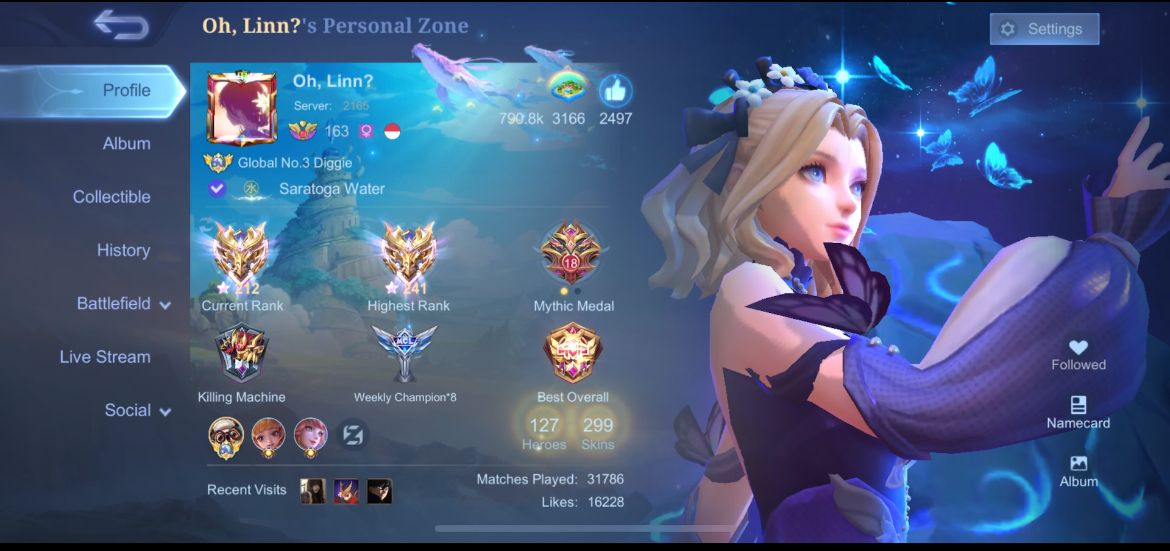 Oh, Linn?'s Personal Zone
Settings
Profile
Album
Collectible
History
Battlefield
Live Stream
Social
Oh, Linn?
Server: 2165
163
790.8k 3166 2497
Global No.3 Diggie
水 Saratoga Water
212
241
18
Current Rank Highest Rank Mythic Medal
MCL
Killing Machine Weekly Champion*8 Best Overall
127 299
Heroes Skins
Recent Visits
Matches Played: 31786
Likes: 16228
Followed
Namecard
Album